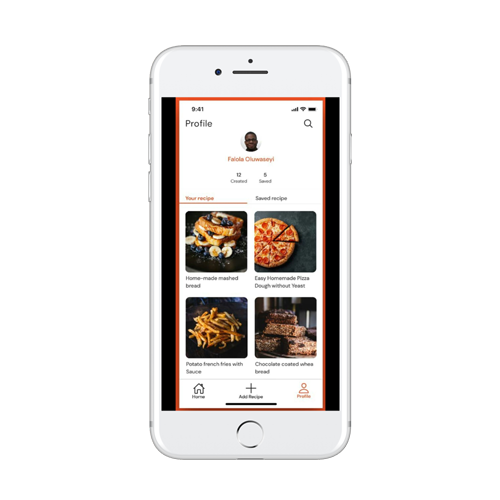 9:41
Profile
Falola Oluwaseyi
12 5
Created Saved
Your recipe Saved recipe
Home-made mashed bread
Easy Homemade Pizza Dough without Yeast
Potato french fries with Sauce
Chocolate coated whea bread
Home Add Recipe Profile